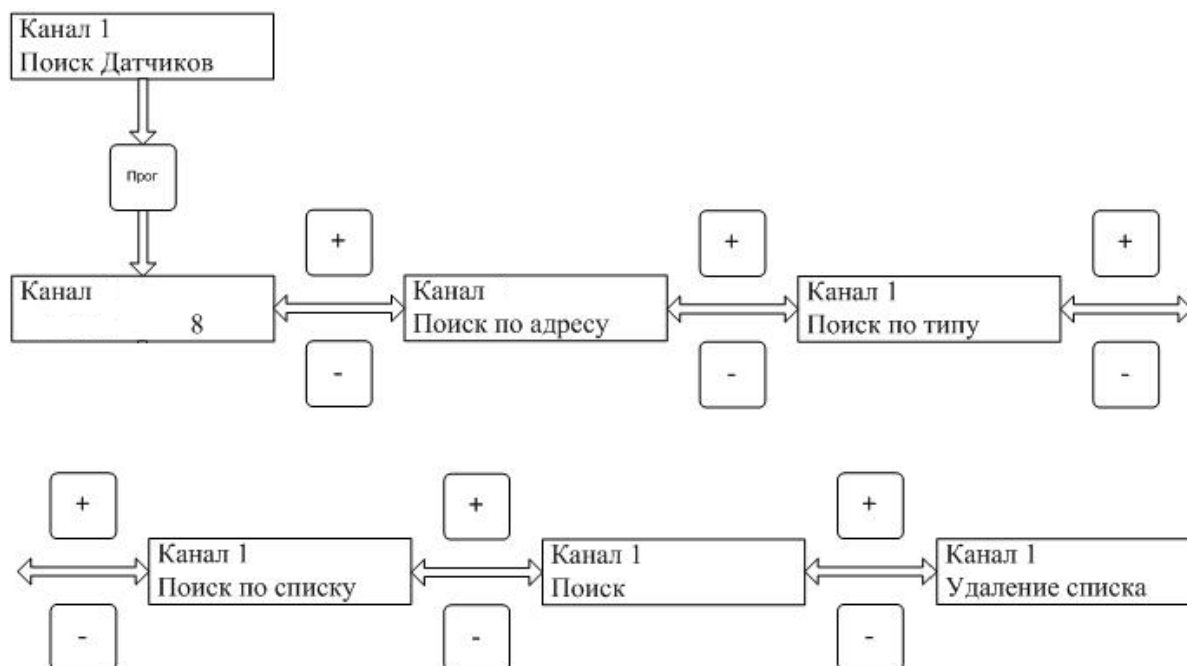 Канал 1
Поиск Датчиков
Прог
+
+
+
Канал
8
Канал
Поиск по адресу
Канал 1
Поиск по типу
-
-
-
+
+
+
Канал 1
Поиск по списку
Канал 1
Поиск
Канал 1
Удаление списка
-
-
-